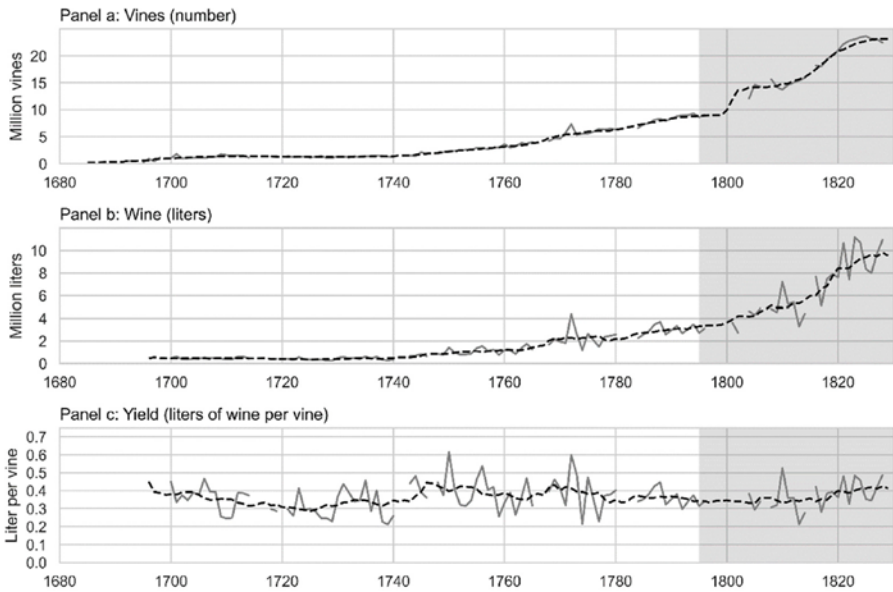 Panel a: Vines (number)
Million vines
20
15
10
5
0
1680 1700 1720 1740 1760 1780 1800 1820
Panel b: Wine (liters)
Million liters
10
8
6
4
2
0
1680 1700 1720 1740 1760 1780 1800 1820
Panel c: Yield (liters of wine per vine)
Liter per vine
0.7
0.6
0.5
0.4
0.3
0.2
0.1
0.0
1680 1700 1720 1740 1760 1780 1800 1820